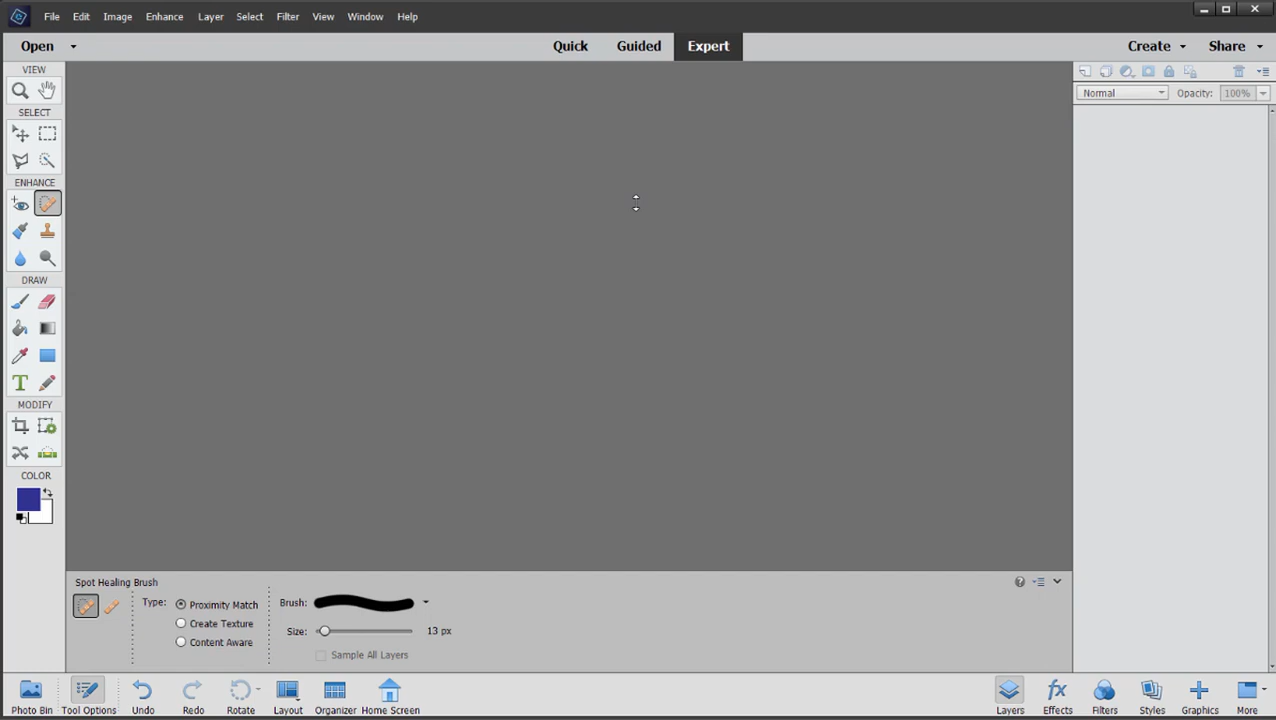 File Edit Image Enhance Layer Select Filter View Window Help
Open Quick Guided Expert Create Share
VIEW
Normal Opacity: 100%
SELECT
ENHANCE
DRAW
T
MODIFY
COLOR
Spot Healing Brush
Type: Proximity Match Brush:
Create Texture Size: 13 px
Content Aware Sample All Layers
fx
Photo Bin Tool Options Undo Redo Rotate Layout Organizer Home Screen Layers Effects Filters Styles Graphics More